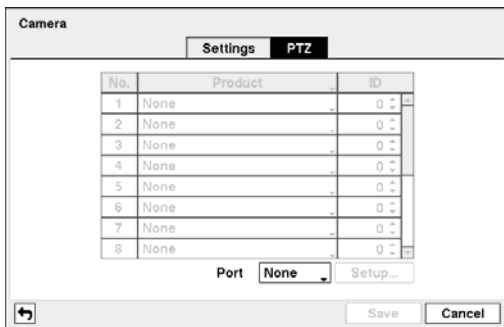 Camera
Settings PTZ
No. Product ID
1 None 0
2 None 0
3 None 0
4 None 0
5 None 0
6 None 0
7 None 0
8 None 0
Port None Setup...
Save Cancel